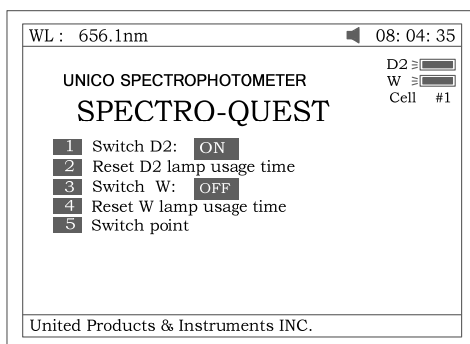 WL : 656.1nm 08: 04: 35
D2
W
Cell #1
UNICO SPECTROPHOTOMETER
SPECTRO-QUEST
1 Switch D2: ON
2 Reset D2 lamp usage time
3 Switch W: OFF
4 Reset W lamp usage time
5 Switch point
United Products & Instruments INC.